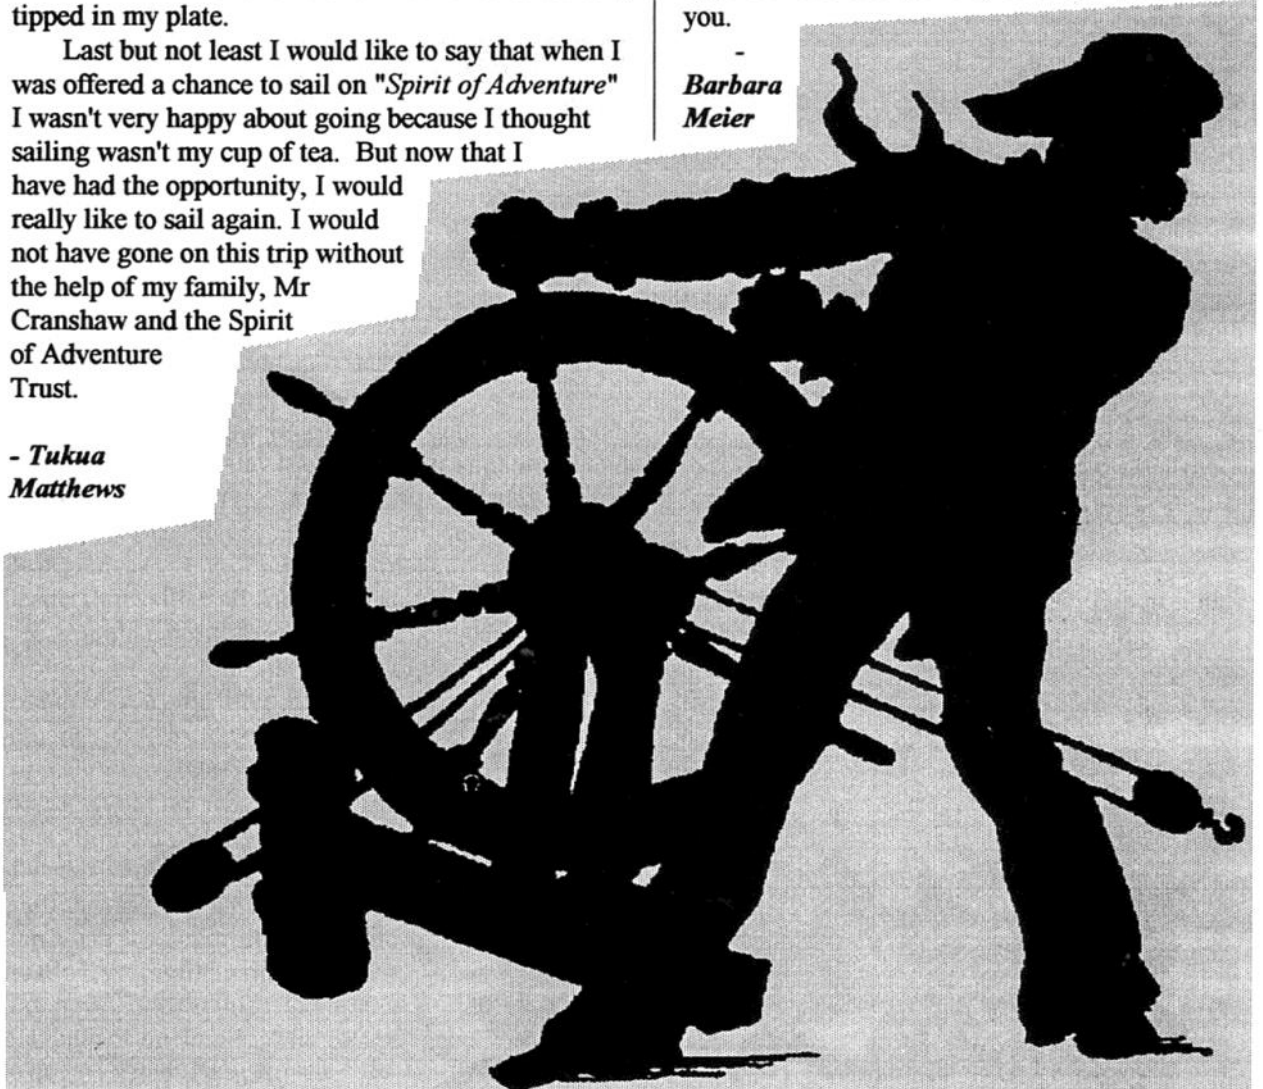 tipped in my plate.
Last but not least I would like to say that when I
was offered a chance to sail on "Spirit of Adventure"
I wasn't very happy about going because I thought
sailing wasn't my cup of tea. But now that I
have had the opportunity, I would
really like to sail again. I would
not have gone on this trip without
the help of my family, Mr
Cranshaw and the Spirit
of Adventure
Trust.
- Tukua
Matthews
you.
-
Barbara
Meier